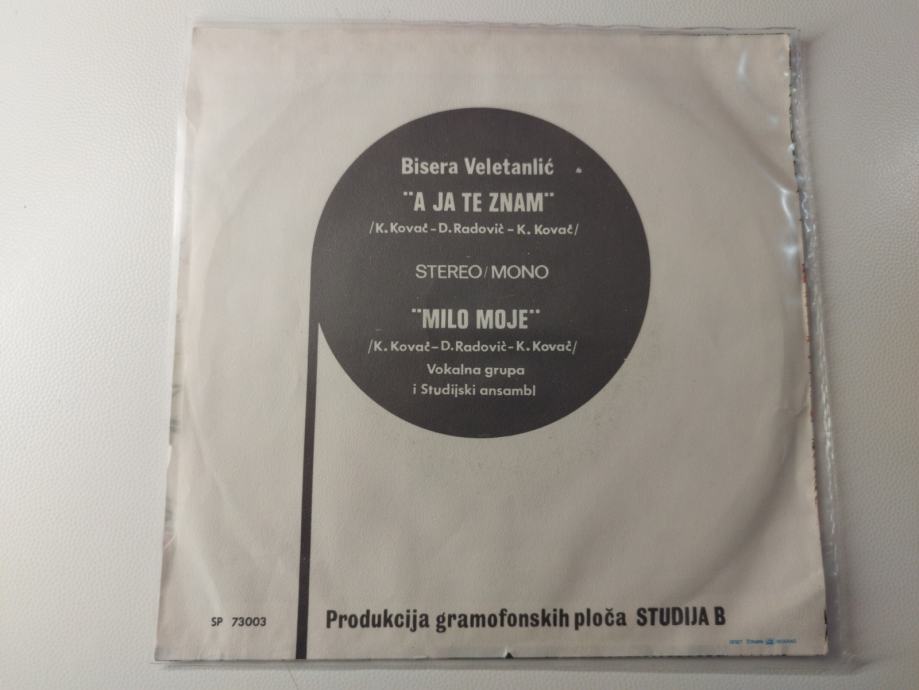 Bisera Veletanlić
¨A JA TE ZNAM¨
/K. Kovač – D. Radovič – K. Kovač/
STEREO/MONO
¨MILO MOJE¨
/K. Kovač – D. Radovič – K. Kovač/
Vokalna grupa
i Studijski ansambl
SP 73003
Produkcija gramofonskih ploča STUDIJA B
BEOGRAD